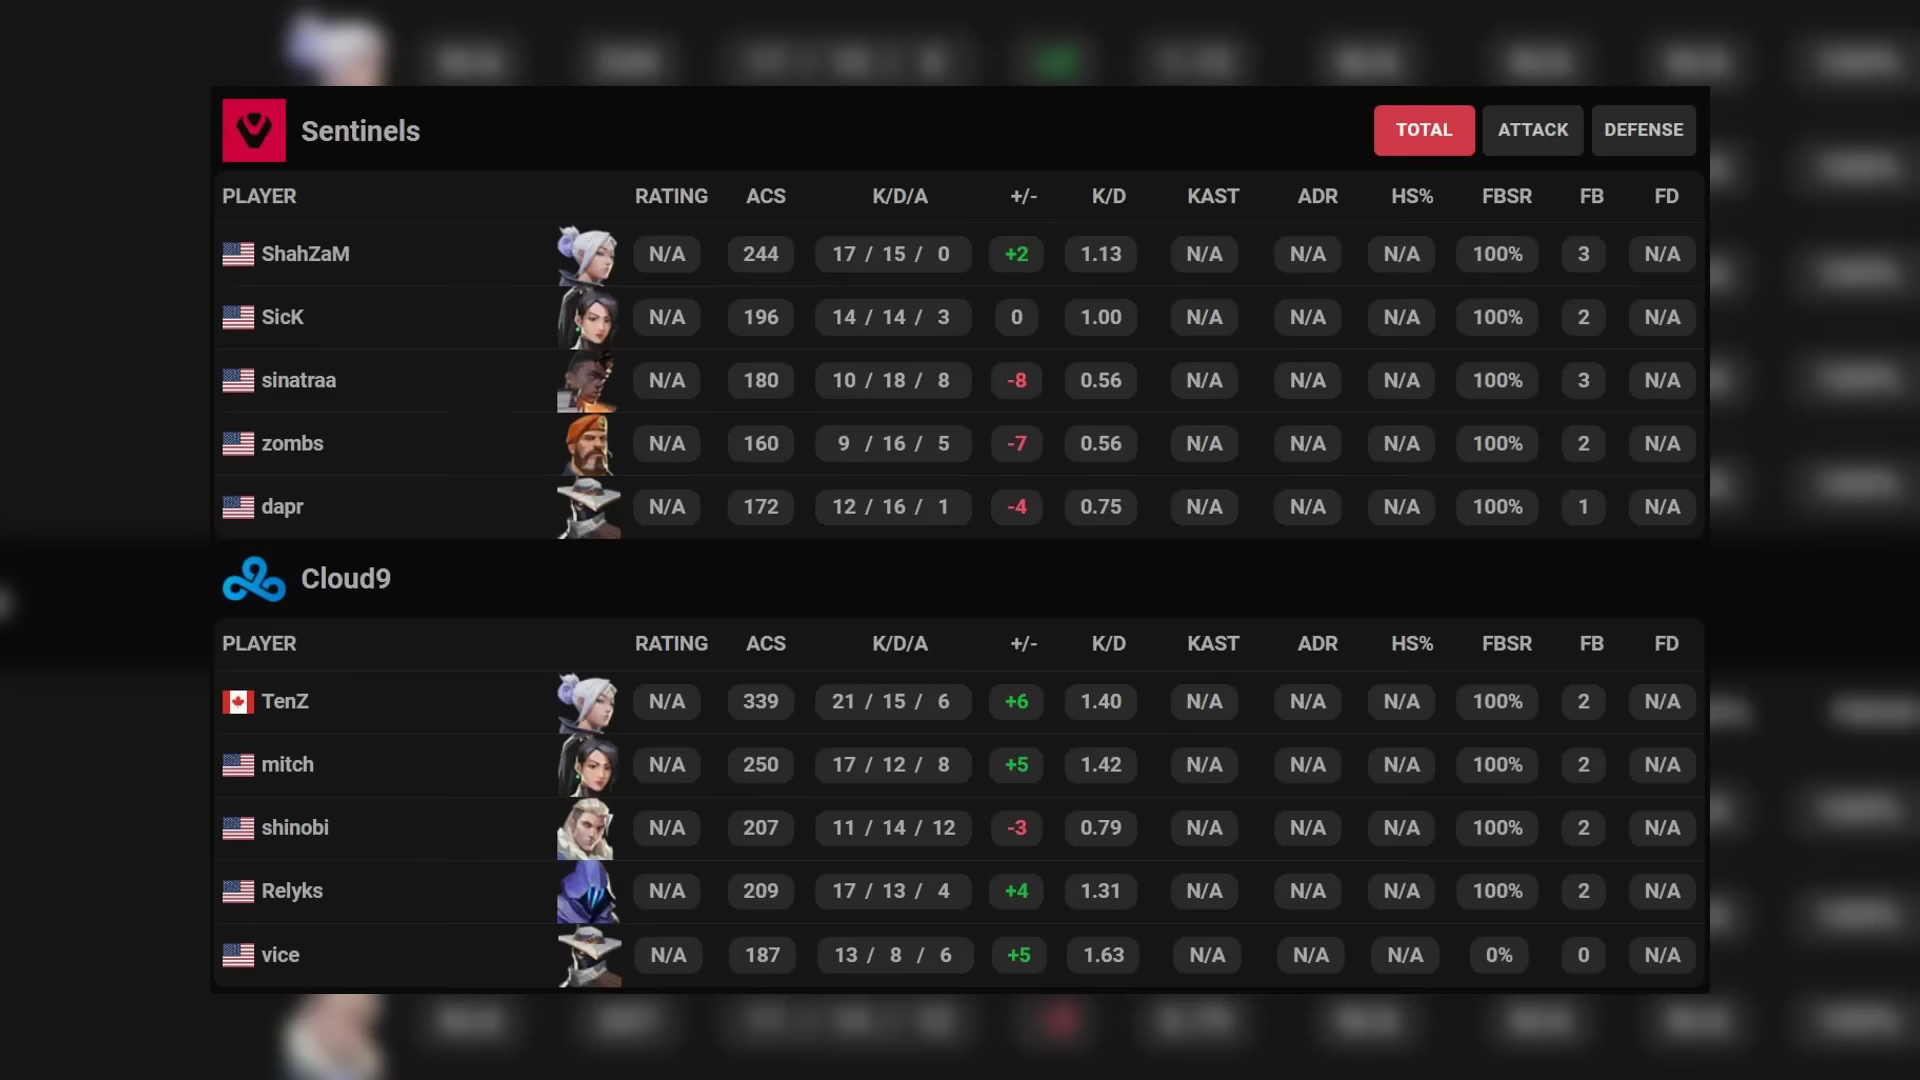 Sentinels TOTAL ATTACK DEFENSE
PLAYER RATING ACS K/D/A +/- K/D KAST ADR HS% FBSR FB FD
ShahZaM N/A 244 17 / 15 / 0 +2 1.13 N/A N/A N/A 100% 3 N/A
SicK N/A 196 14 / 14 / 3 0 1.00 N/A N/A N/A 100% 2 N/A
sinatraa N/A 180 10 / 18 / 8 -8 0.56 N/A N/A N/A 100% 3 N/A
zombs N/A 160 9 / 16 / 5 -7 0.56 N/A N/A N/A 100% 2 N/A
dapr N/A 172 12 / 16 / 1 -4 0.75 N/A N/A N/A 100% 1 N/A
Cloud9
PLAYER RATING ACS K/D/A +/- K/D KAST ADR HS% FBSR FB FD
TenZ N/A 339 21 / 15 / 6 +6 1.40 N/A N/A N/A 100% 2 N/A
mitch N/A 250 17 / 12 / 8 +5 1.42 N/A N/A N/A 100% 2 N/A
shinobi N/A 207 11 / 14 / 12 -3 0.79 N/A N/A N/A 100% 2 N/A
Relyks N/A 209 17 / 13 / 4 +4 1.31 N/A N/A N/A 100% 2 N/A
vice N/A 187 13 / 8 / 6 +5 1.63 N/A N/A N/A 0% 0 N/A